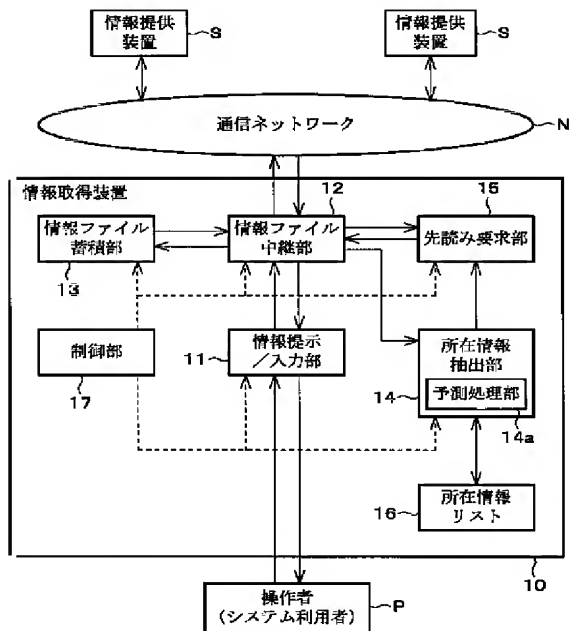 情報提供
装置
S
情報提供
装置
S
通信ネットワーク
N
情報取得装置
12
15
情報ファイル
蓄積部
13
情報ファイル
中継部
先読み要求部
制御部
17
11
情報提示
/入力部
所在情報
抽出部
14
予測処理部
14a
16
所在情報
リスト
10
操作者
(システム利用者)
P